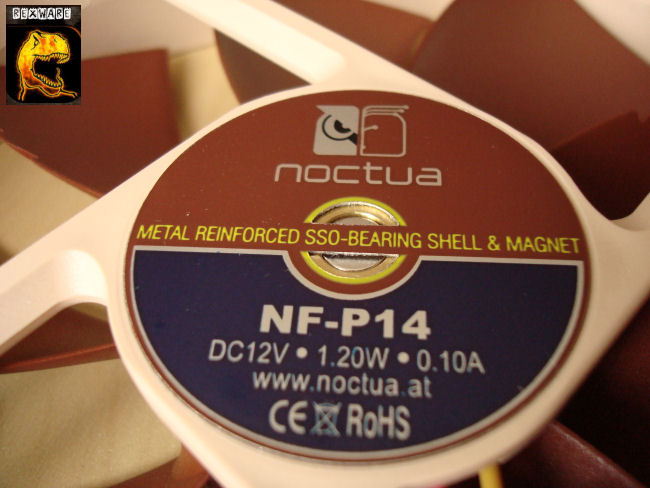 REXWARE
noctua
METAL REINFORCED SSO-BEARING SHELL & MAGNET
NF-P14
DC12V • 1.20W • 0.10A
www.noctua.at
CE RoHS